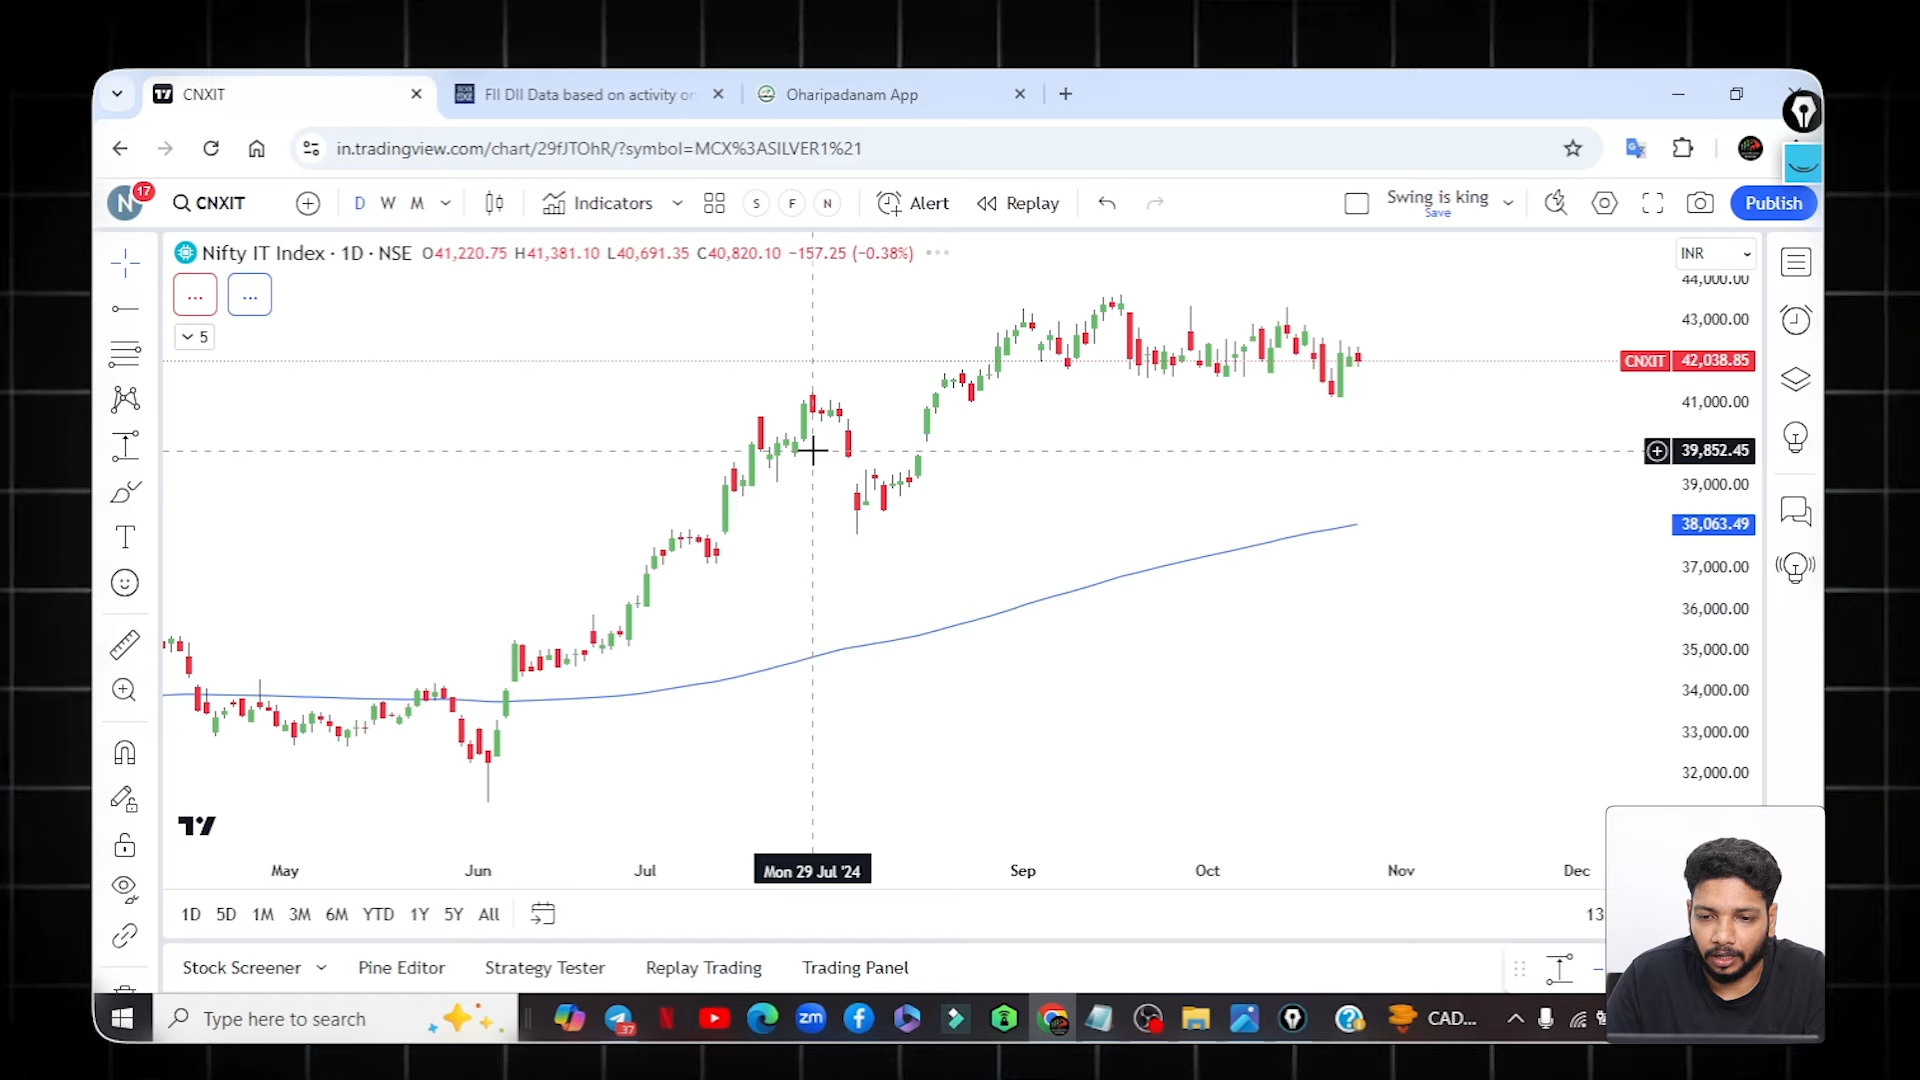 CNXIT
FII DII Data based on activity on
Oharipadanam App
in.tradingview.com/chart/29fJTOhR/?symbol=MCX%3ASILVER1%21
N 17
CNXIT
D W M
Indicators
S F N
Alert
Replay
Swing is king
Save
Publish
Nifty IT Index · 1D · NSE O41,220.75 H41,381.10 L40,691.35 C40,820.10 −157.25 (−0.38%)
INR
5
44,000.00
43,000.00
CNXIT 42,038.85
41,000.00
39,852.45
39,000.00
38,063.49
37,000.00
36,000.00
35,000.00
34,000.00
33,000.00
32,000.00
May Jun Jul Mon 29 Jul '24 Sep Oct Nov Dec
1D 5D 1M 3M 6M YTD 1Y 5Y All
13
Stock Screener Pine Editor Strategy Tester Replay Trading Trading Panel
Type here to search
37
zm
CAD...